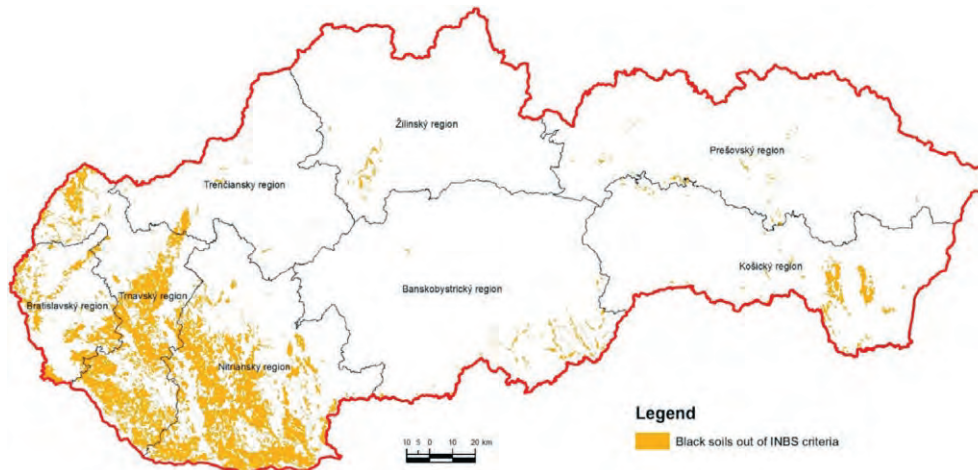 Žilinský region
Prešovský region
Trenčiansky region
Košický region
Banskobystrický region
Bratislavský region
Trnavský region
Nitriansky region
Legend
Black soils out of INBS criteria
10 5 0 10 20 km